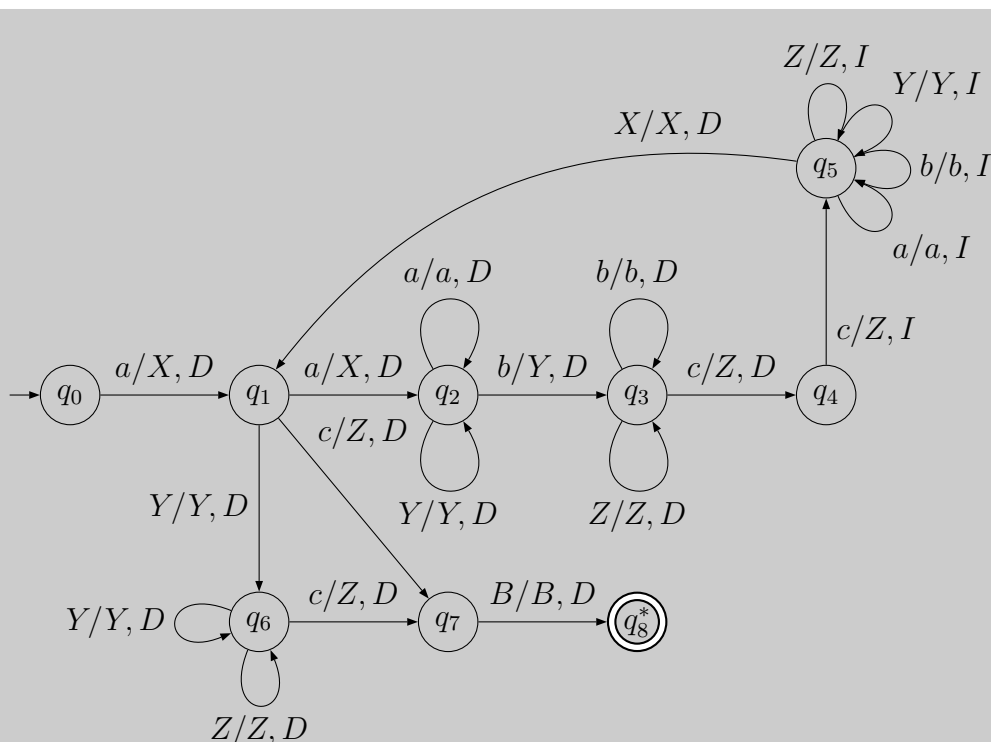 Z/Z, I
Y/Y, I
X/X, D
q5
b/b, I
a/a, I
a/a, D
b/b, D
c/Z, I
q0
a/X, D
q1
a/X, D
q2
b/Y, D
q3
c/Z, D
q4
c/Z, D
Y/Y, D
Y/Y, D
Z/Z, D
Y/Y, D
q6
c/Z, D
q7
B/B, D
q8*
Z/Z, D